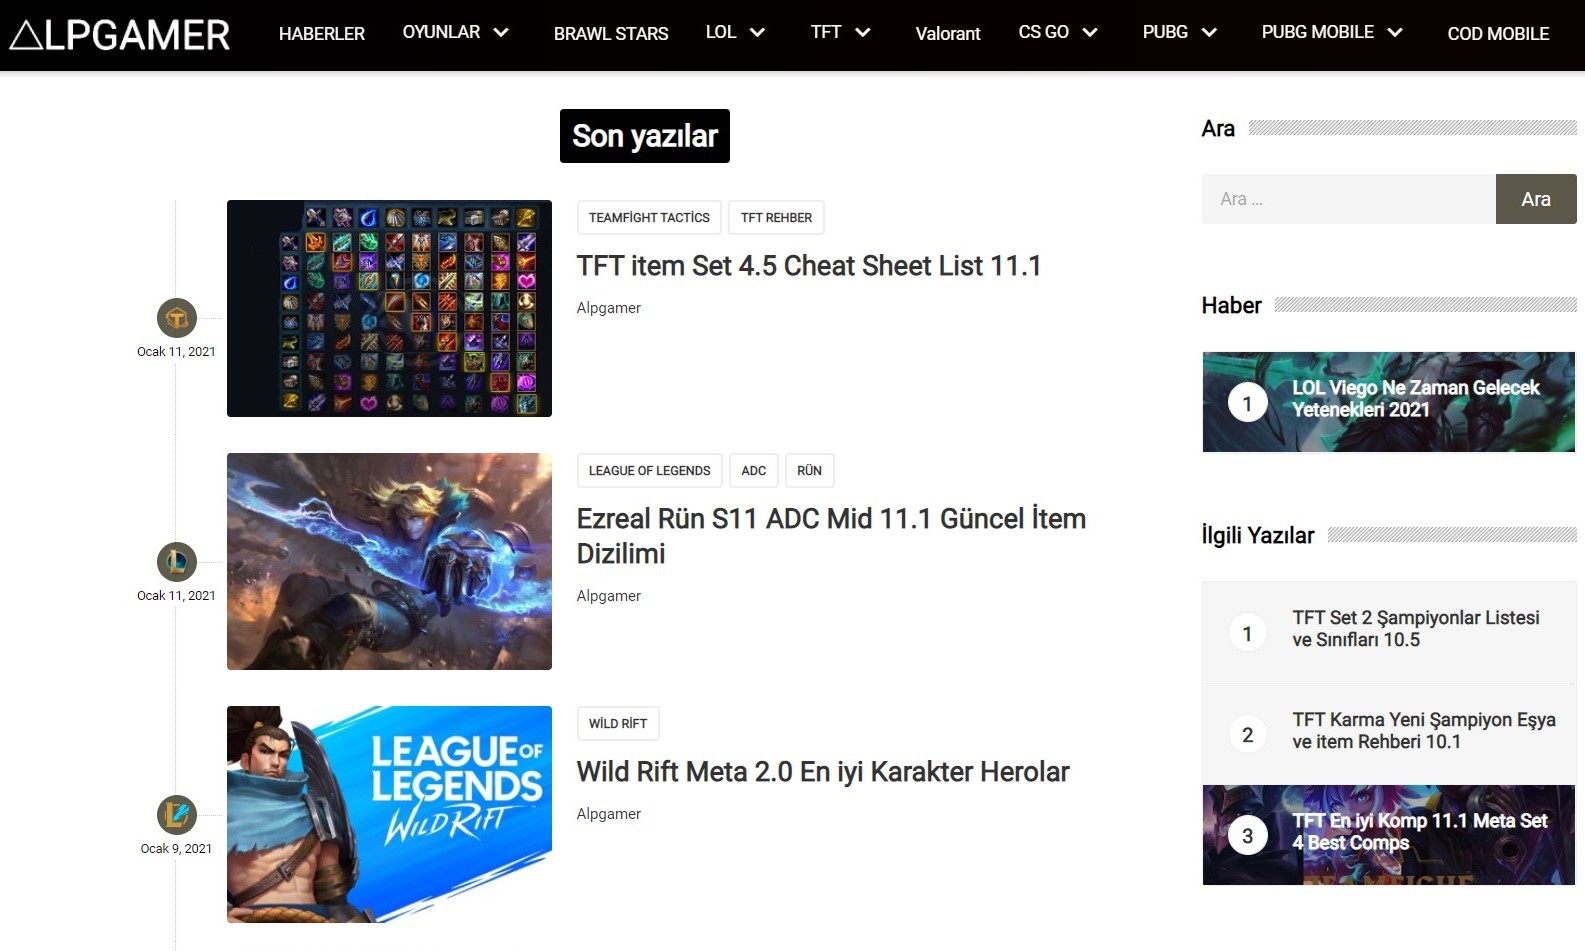 ALPGAMER
HABERLER OYUNLAR BRAWL STARS LOL TFT Valorant CS GO PUBG PUBG MOBILE COD MOBILE
Son yazılar
TEAMFİGHT TACTİCS TFT REHBER
TFT item Set 4.5 Cheat Sheet List 11.1
Alpgamer
Ocak 11, 2021
LEAGUE OF LEGENDS ADC RÜN
Ezreal Rün S11 ADC Mid 11.1 Güncel İtem
Dizilimi
Alpgamer
Ocak 11, 2021
LEAGUE OF
LEGENDS
WILD RIFT
WİLD RİFT
Wild Rift Meta 2.0 En iyi Karakter Herolar
Alpgamer
Ocak 9, 2021
Ara
Ara ... Ara
Haber
1
LOL Viego Ne Zaman Gelecek
Yetenekleri 2021
İlgili Yazılar
1
TFT Set 2 Şampiyonlar Listesi
ve Sınıfları 10.5
2
TFT Karma Yeni Şampiyon Eşya
ve item Rehberi 10.1
3
TFT En iyi Komp 11.1 Meta Set
4 Best Comps